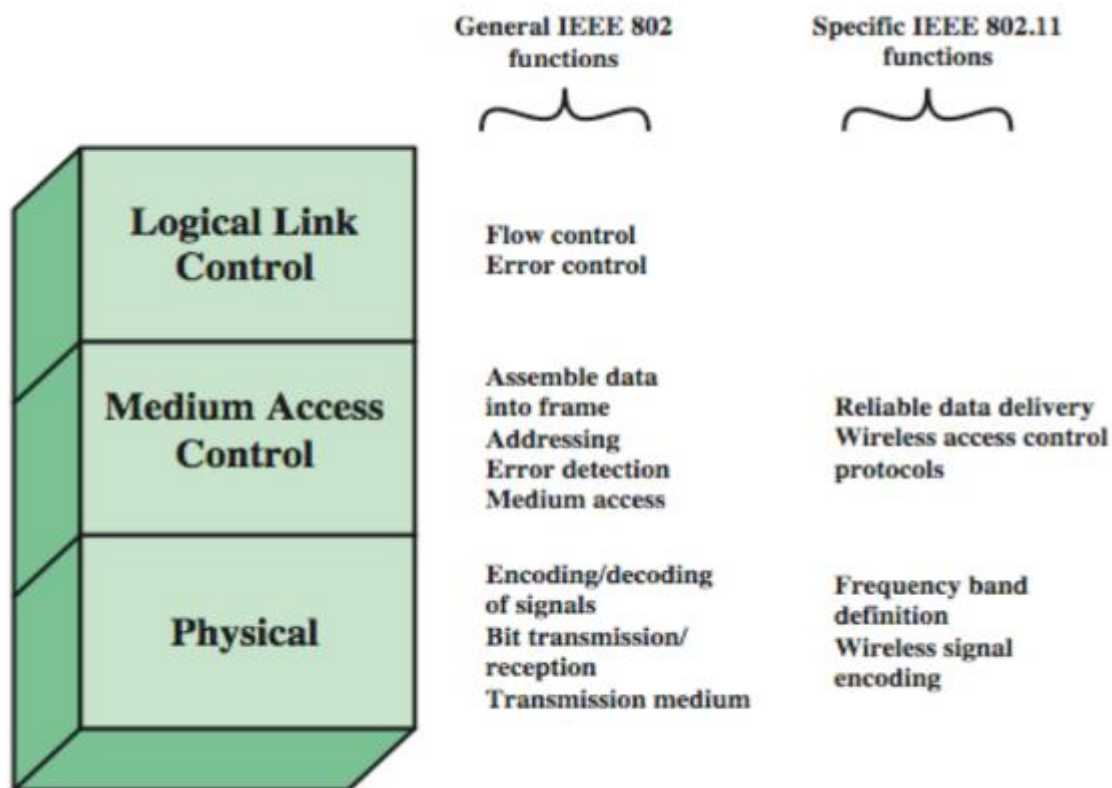 General IEEE 802
functions
Specific IEEE 802.11
functions
Logical Link
Control
Flow control
Error control
Medium Access
Control
Assemble data
into frame
Addressing
Error detection
Medium access
Reliable data delivery
Wireless access control
protocols
Physical
Encoding/decoding
of signals
Bit transmission/
reception
Transmission medium
Frequency band
definition
Wireless signal
encoding